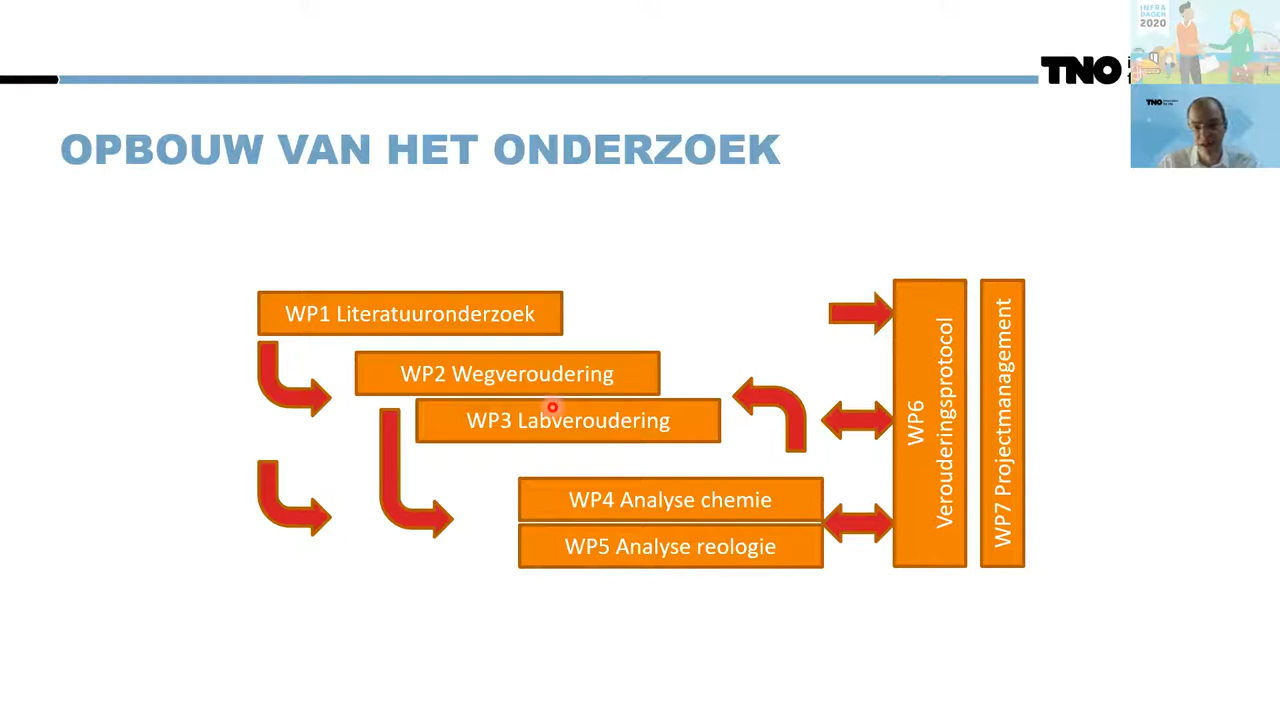 INFRA
DAGEN
2020
TNO
TNO
OPBOUW VAN HET ONDERZOEK
WP1 Literatuuronderzoek
WP2 Wegveroudering
WP3 Labveroudering
WP4 Analyse chemie
WP5 Analyse reologie
WP6
Verouderingsprotocol
WP7 Projectmanagement